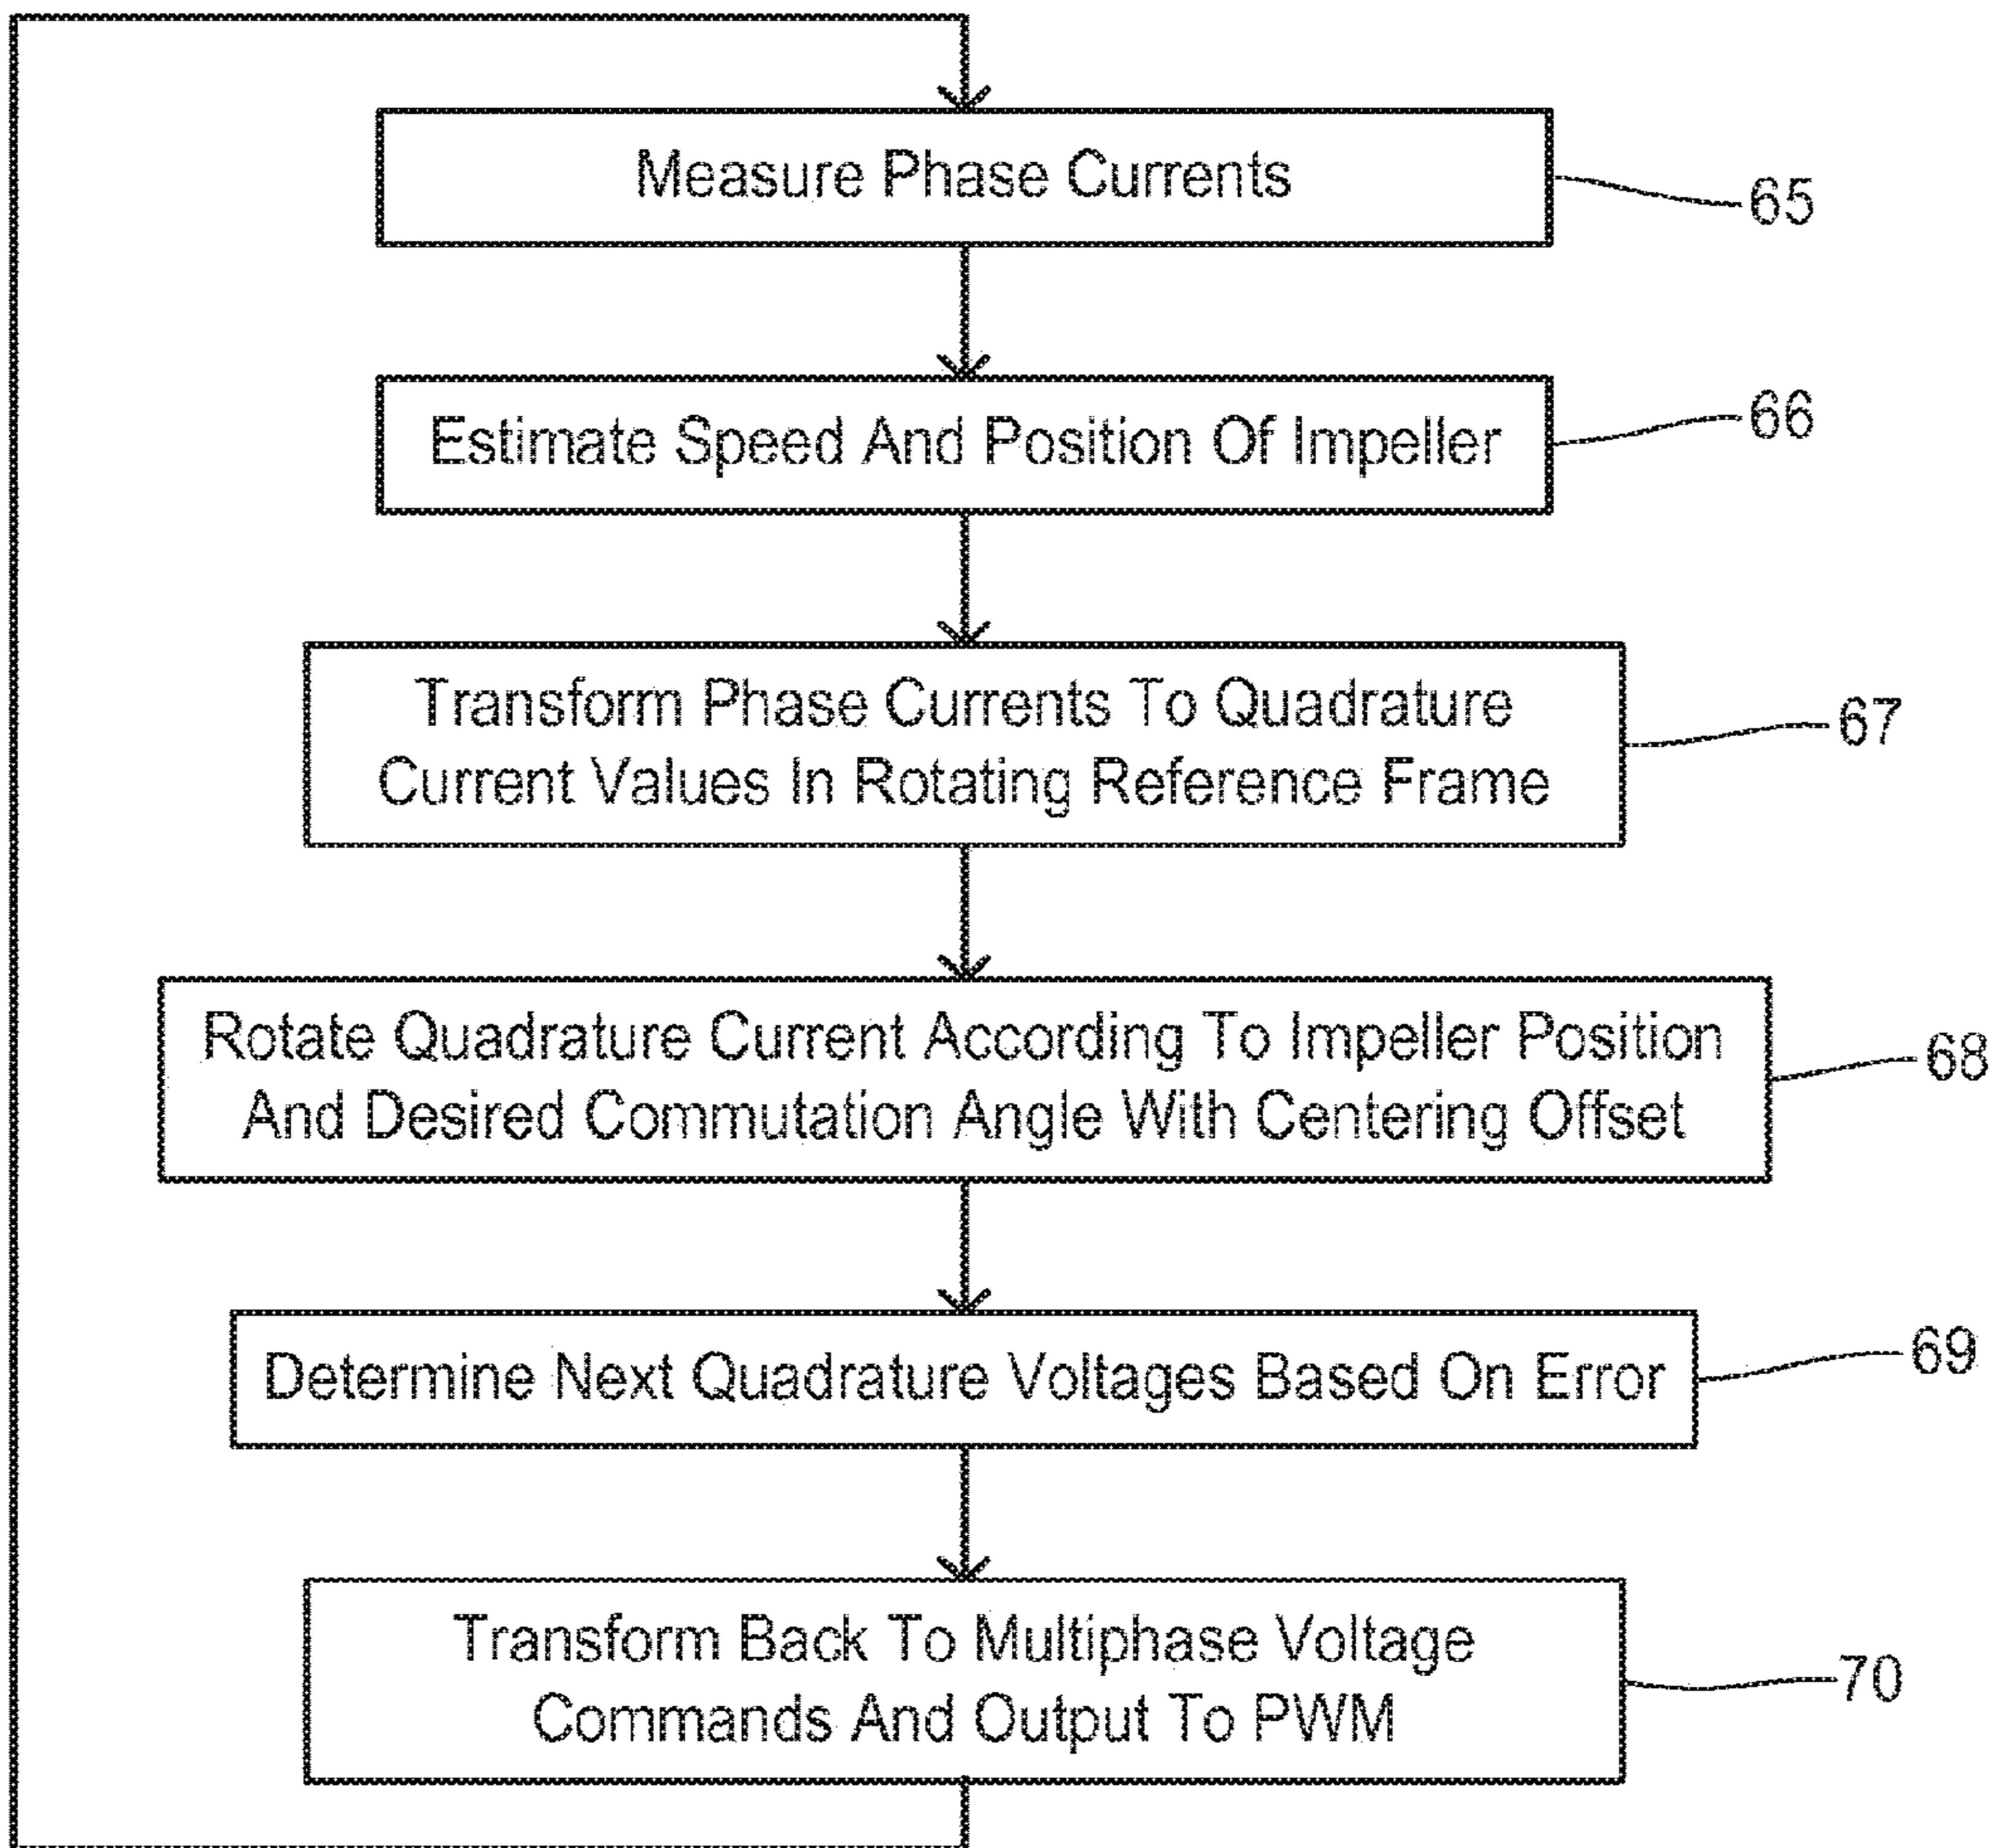 Measure Phase Currents
65
Estimate Speed And Position Of Impeller
66
Transform Phase Currents To Quadrature
Current Values In Rotating Reference Frame
67
Rotate Quadrature Current According To Impeller Position
And Desired Commutation Angle With Centering Offset
68
Determine Next Quadrature Voltages Based On Error
69
Transform Back To Multiphase Voltage
Commands And Output To PWM
70